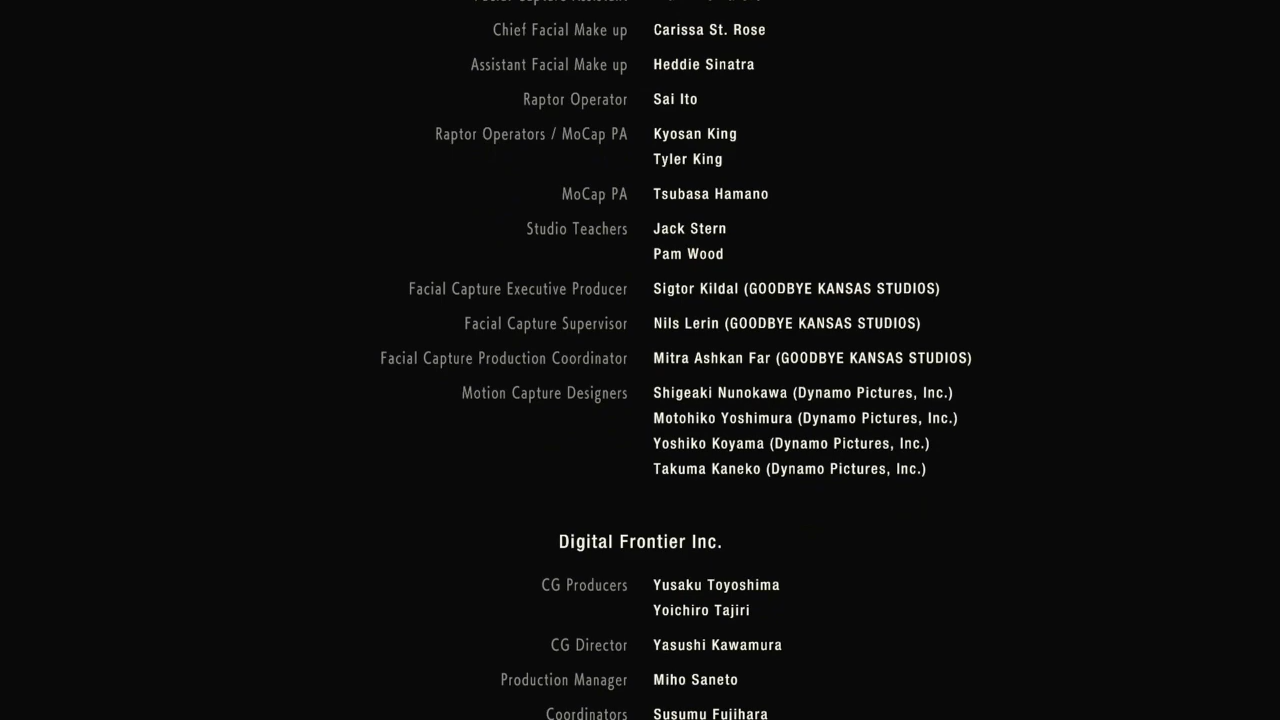 Chief Facial Make up Carissa St. Rose
Assistant Facial Make up Heddie Sinatra
Raptor Operator Sai Ito
Raptor Operators / MoCap PA Kyosan King
Tyler King
MoCap PA Tsubasa Hamano
Studio Teachers Jack Stern
Pam Wood
Facial Capture Executive Producer Sigtor Kildal (GOODBYE KANSAS STUDIOS)
Facial Capture Supervisor Nils Lerin (GOODBYE KANSAS STUDIOS)
Facial Capture Production Coordinator Mitra Ashkan Far (GOODBYE KANSAS STUDIOS)
Motion Capture Designers Shigeaki Nunokawa (Dynamo Pictures, Inc.)
Motohiko Yoshimura (Dynamo Pictures, Inc.)
Yoshiko Koyama (Dynamo Pictures, Inc.)
Takuma Kaneko (Dynamo Pictures, Inc.)
Digital Frontier Inc.
CG Producers Yusaku Toyoshima
Yoichiro Tajiri
CG Director Yasushi Kawamura
Production Manager Miho Saneto
Coordinators Susumu Fujihara